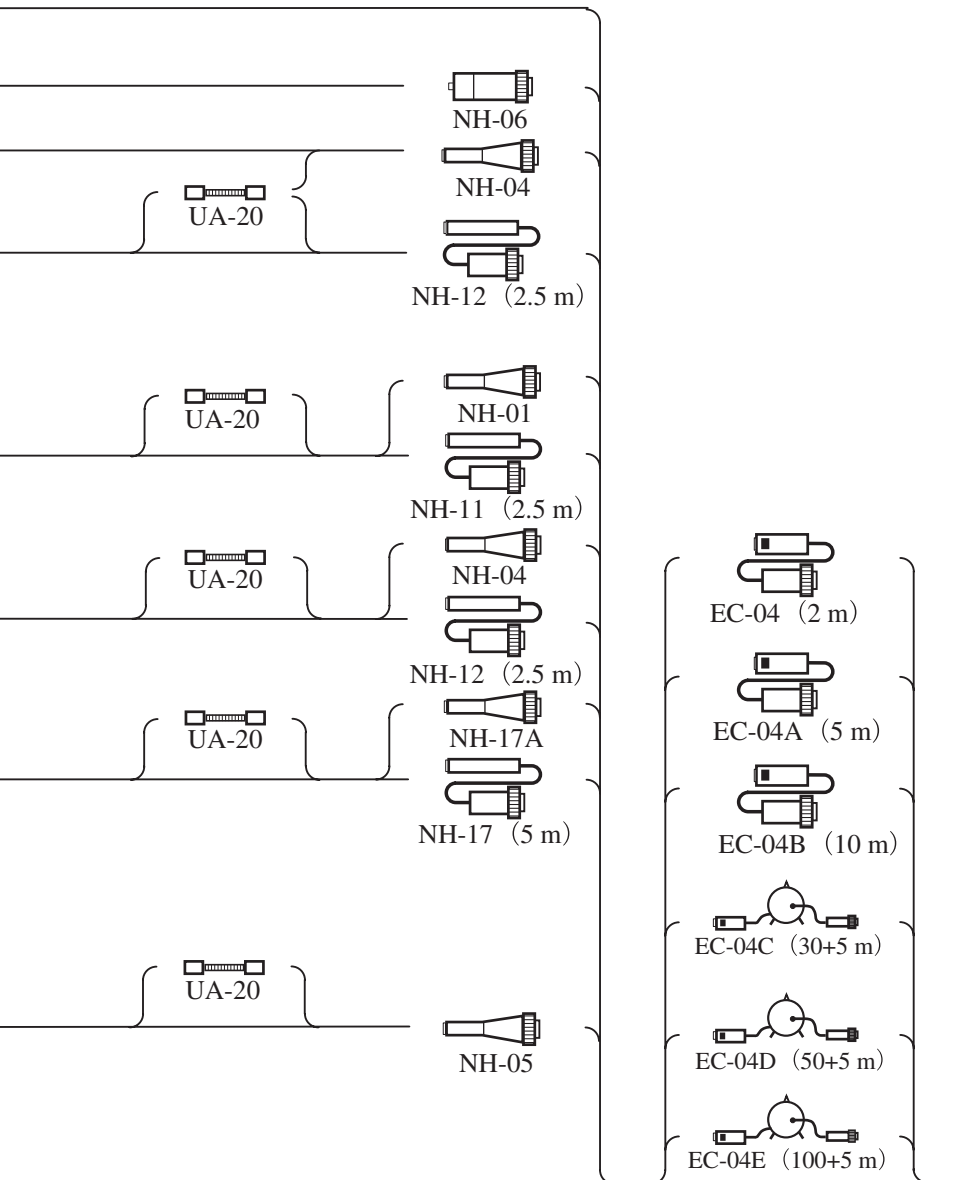 NH-06
NH-04
UA-20
NH-12（2.5 m）
UA-20
NH-01
NH-11（2.5 m）
UA-20
NH-04
NH-12（2.5 m）
UA-20
NH-17A
NH-17（5 m）
UA-20
NH-05
EC-04（2 m）
EC-04A（5 m）
EC-04B（10 m）
EC-04C（30+5 m）
EC-04D（50+5 m）
EC-04E（100+5 m）